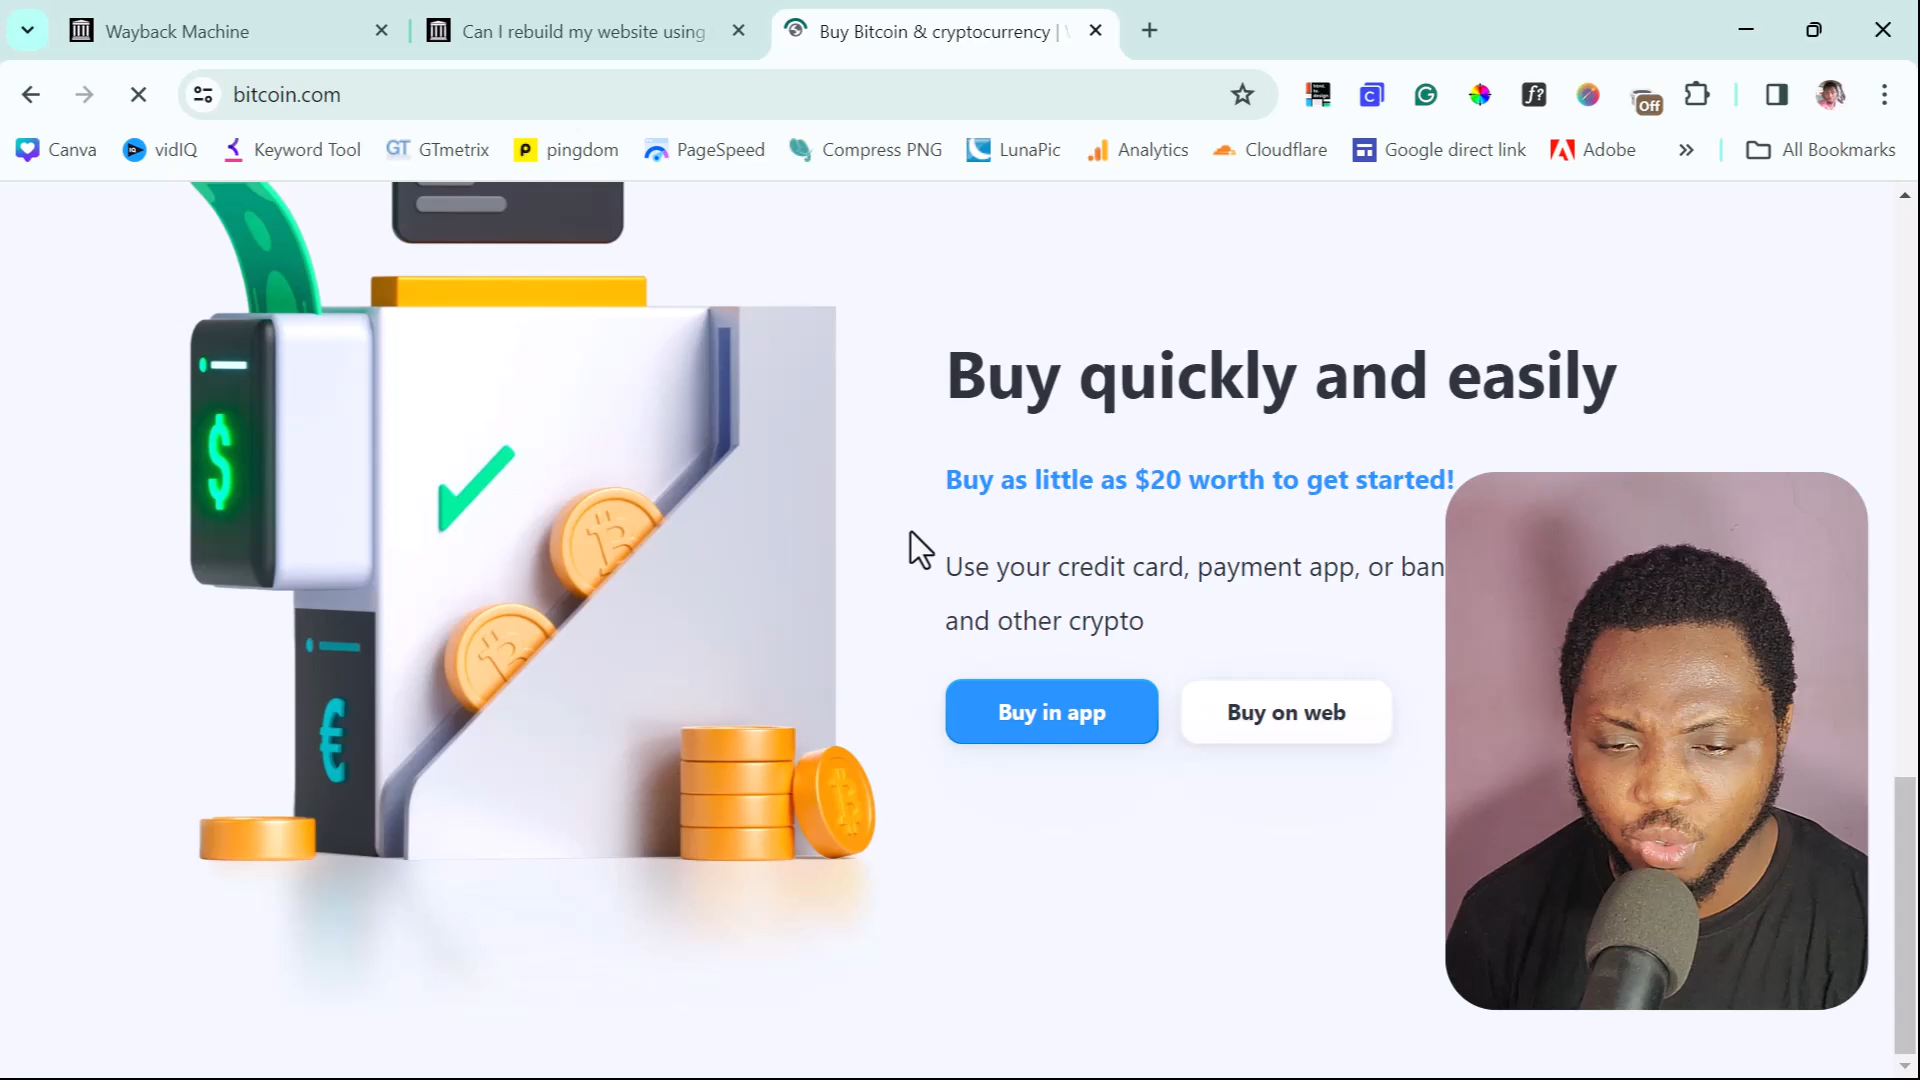 Wayback Machine
Can I rebuild my website using
Buy Bitcoin & cryptocurrency |
bitcoin.com
Off
Canva
vidIQ
Keyword Tool
GT GTmetrix
p pingdom
PageSpeed
Compress PNG
LunaPic
Analytics
Cloudflare
Google direct link
Adobe
All Bookmarks
$
€
Buy quickly and easily
Buy as little as $20 worth to get started!
Use your credit card, payment app, or ban
and other crypto
Buy in app
Buy on web